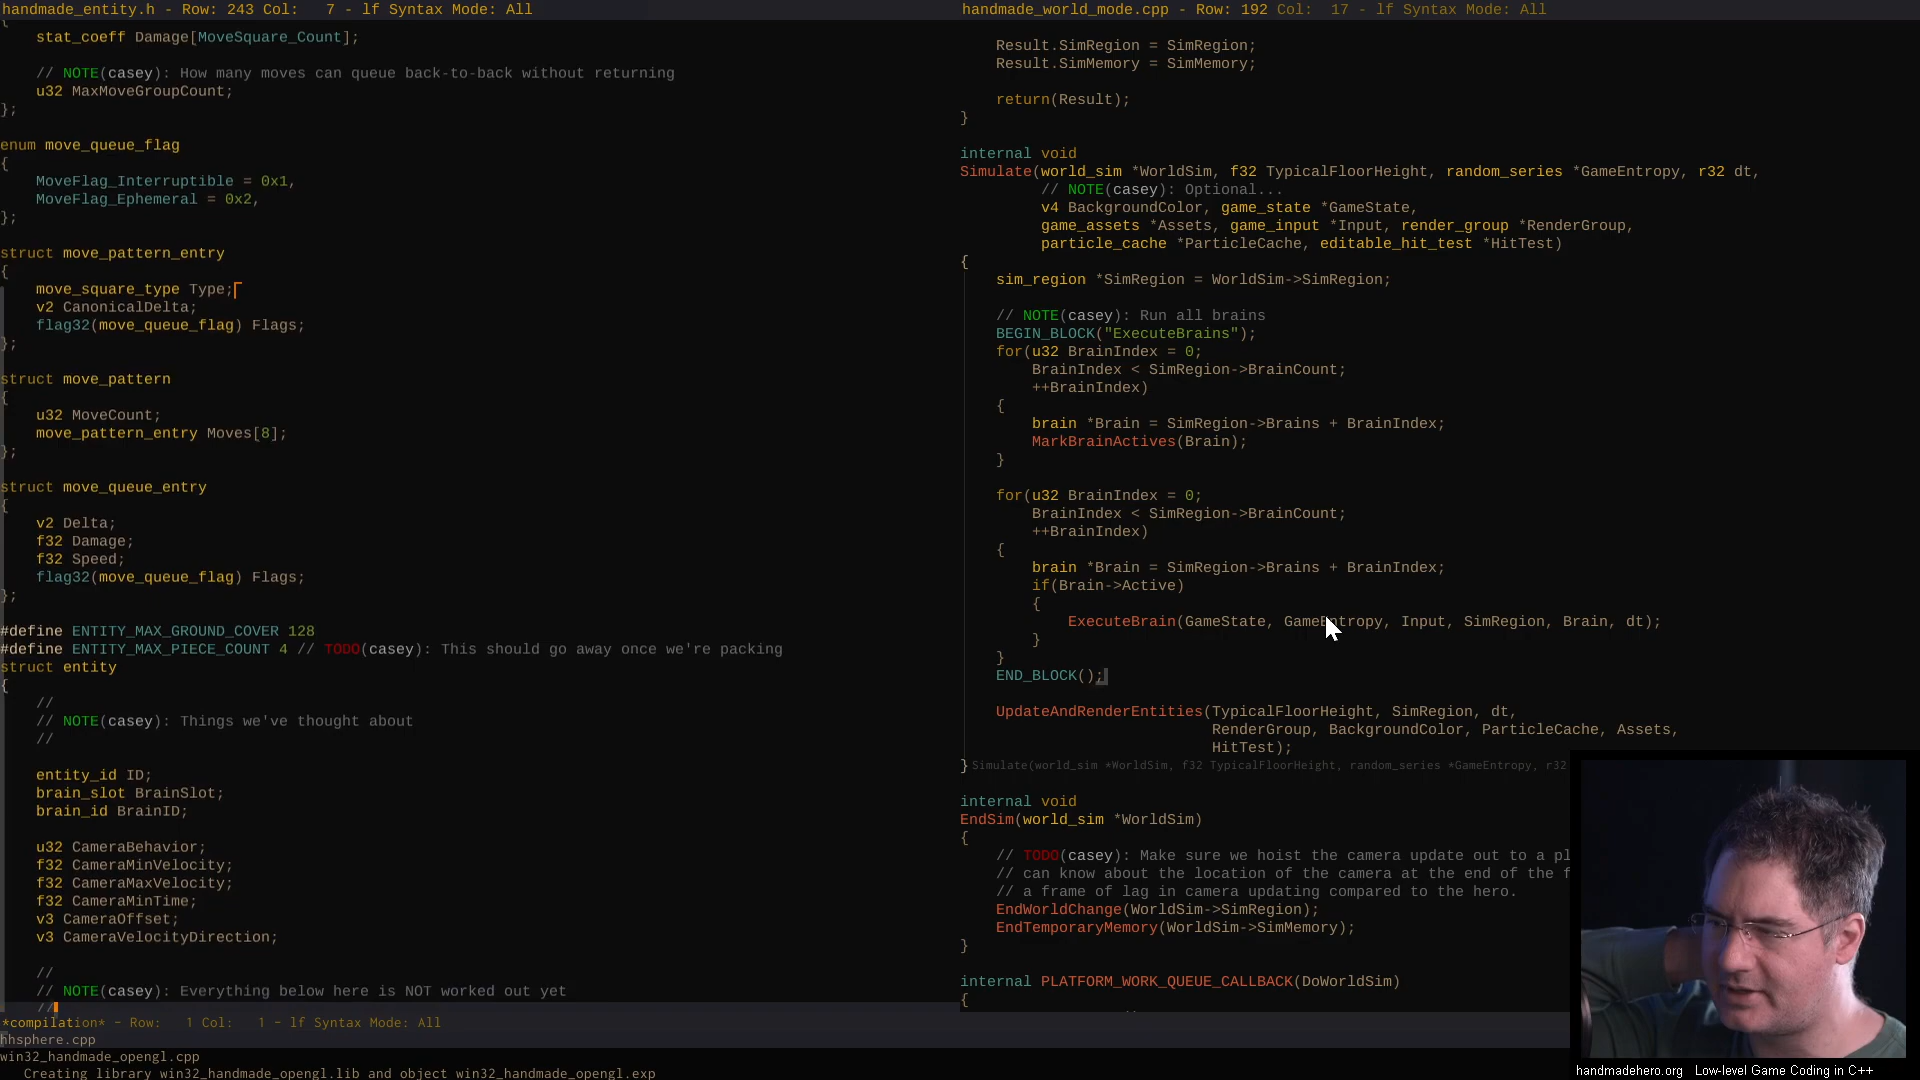 handmade_entity.h - Row: 243 Col:   7 - lf Syntax Mode: All
{
    stat_coeff Damage[MoveSquare_Count];

    // NOTE(casey): How many moves can queue back-to-back without returning
    u32 MaxMoveGroupCount;
};

enum move_queue_flag
{
    MoveFlag_Interruptible = 0x1,
    MoveFlag_Ephemeral = 0x2,
};

struct move_pattern_entry
{
    move_square_type Type;
    v2 CanonicalDelta;
    flag32(move_queue_flag) Flags;
};

struct move_pattern
{
    u32 MoveCount;
    move_pattern_entry Moves[8];
};

struct move_queue_entry
{
    v2 Delta;
    f32 Damage;
    f32 Speed;
    flag32(move_queue_flag) Flags;
};

#define ENTITY_MAX_GROUND_COVER 128
#define ENTITY_MAX_PIECE_COUNT 4 // TODO(casey): This should go away once we're packing
struct entity
{
    //
    // NOTE(casey): Things we've thought about
    //

    entity_id ID;
    brain_slot BrainSlot;
    brain_id BrainID;

    u32 CameraBehavior;
    f32 CameraMinVelocity;
    f32 CameraMaxVelocity;
    f32 CameraMinTime;
    v3 CameraOffset;
    v3 CameraVelocityDirection;

    //
    // NOTE(casey): Everything below here is NOT worked out yet
    //
handmade_world_mode.cpp - Row: 192 Col:  17 - lf Syntax Mode: All
    Result.SimRegion = SimRegion;
    Result.SimMemory = SimMemory;

    return(Result);
}

internal void
Simulate(world_sim *WorldSim, f32 TypicalFloorHeight, random_series *GameEntropy, r32 dt,
         // NOTE(casey): Optional...
         v4 BackgroundColor, game_state *GameState,
         game_assets *Assets, game_input *Input, render_group *RenderGroup,
         particle_cache *ParticleCache, editable_hit_test *HitTest)
{
    sim_region *SimRegion = WorldSim->SimRegion;

    // NOTE(casey): Run all brains
    BEGIN_BLOCK("ExecuteBrains");
    for(u32 BrainIndex = 0;
        BrainIndex < SimRegion->BrainCount;
        ++BrainIndex)
    {
        brain *Brain = SimRegion->Brains + BrainIndex;
        MarkBrainActives(Brain);
    }

    for(u32 BrainIndex = 0;
        BrainIndex < SimRegion->BrainCount;
        ++BrainIndex)
    {
        brain *Brain = SimRegion->Brains + BrainIndex;
        if(Brain->Active)
        {
            ExecuteBrain(GameState, GameEntropy, Input, SimRegion, Brain, dt);
        }
    }
    END_BLOCK();

    UpdateAndRenderEntities(TypicalFloorHeight, SimRegion, dt,
                            RenderGroup, BackgroundColor, ParticleCache, Assets,
                            HitTest);
} Simulate(world_sim *WorldSim, f32 TypicalFloorHeight, random_series *GameEntropy, r32

internal void
EndSim(world_sim *WorldSim)
{
    // TODO(casey): Make sure we hoist the camera update out to a pl
    // can know about the location of the camera at the end of the f
    // a frame of lag in camera updating compared to the hero.
    EndWorldChange(WorldSim->SimRegion);
    EndTemporaryMemory(WorldSim->SimMemory);
}

internal PLATFORM_WORK_QUEUE_CALLBACK(DoWorldSim)
{
*compilation* - Row:   1 Col:   1 - lf Syntax Mode: All
hhsphere.cpp
win32_handmade_opengl.cpp
   Creating library win32_handmade_opengl.lib and object win32_handmade_opengl.exp
handmadehero.org   Low-level Game Coding in C++